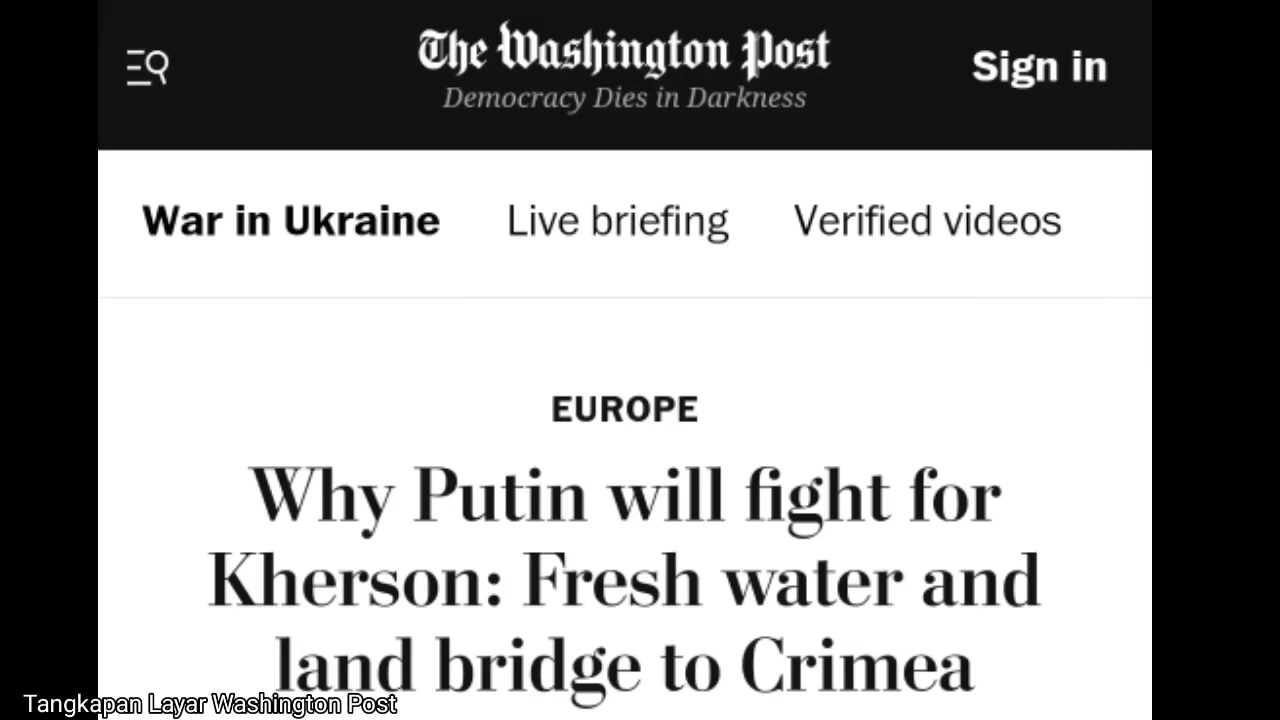 The Washington Post
Sign in
Democracy Dies in Darkness
War in Ukraine Live briefing Verified videos
EUROPE
Why Putin will fight for
Kherson: Fresh water and
land bridge to Crimea
Tangkapan Layar Washington Post